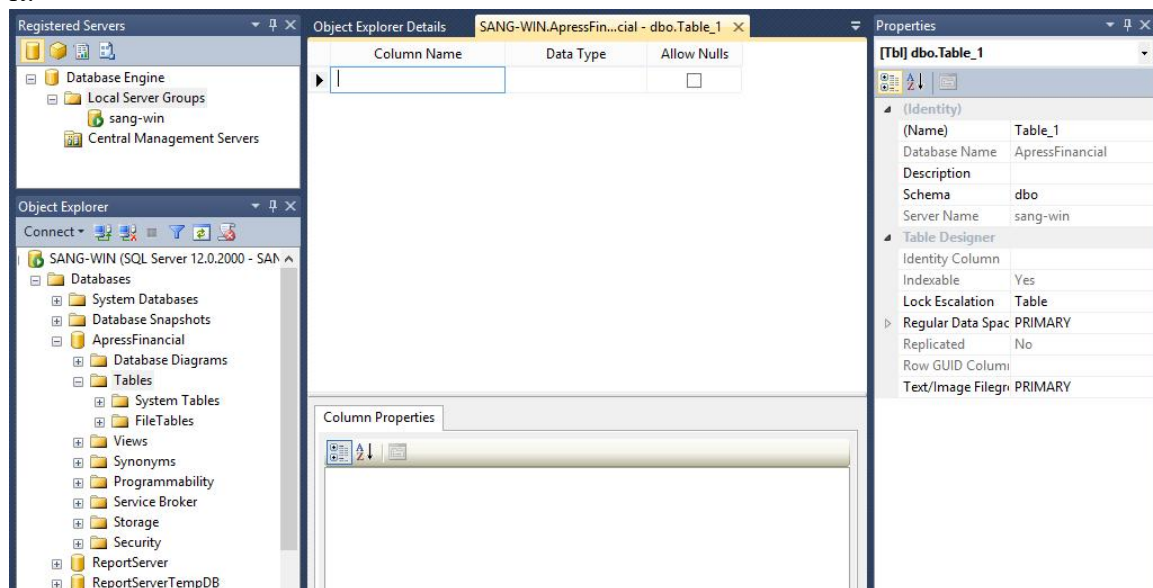 Registered Servers
Database Engine
Local Server Groups
sang-win
Central Management Servers
Object Explorer
Connect
SANG-WIN (SQL Server 12.0.2000 - SAN
Databases
System Databases
Database Snapshots
ApressFinancial
Database Diagrams
Tables
System Tables
FileTables
Views
Synonyms
Programmability
Service Broker
Storage
Security
ReportServer
ReportServerTempDB
Object Explorer Details SANG-WIN.ApressFin...cial - dbo.Table_1
Column Name Data Type Allow Nulls
Column Properties
Properties
[Tbl] dbo.Table_1
(Identity)
(Name) Table_1
Database Name ApressFinancial
Description
Schema dbo
Server Name sang-win
Table Designer
Identity Column
Indexable Yes
Lock Escalation Table
Regular Data Spac PRIMARY
Replicated No
Row GUID Colum
Text/Image Filegr PRIMARY